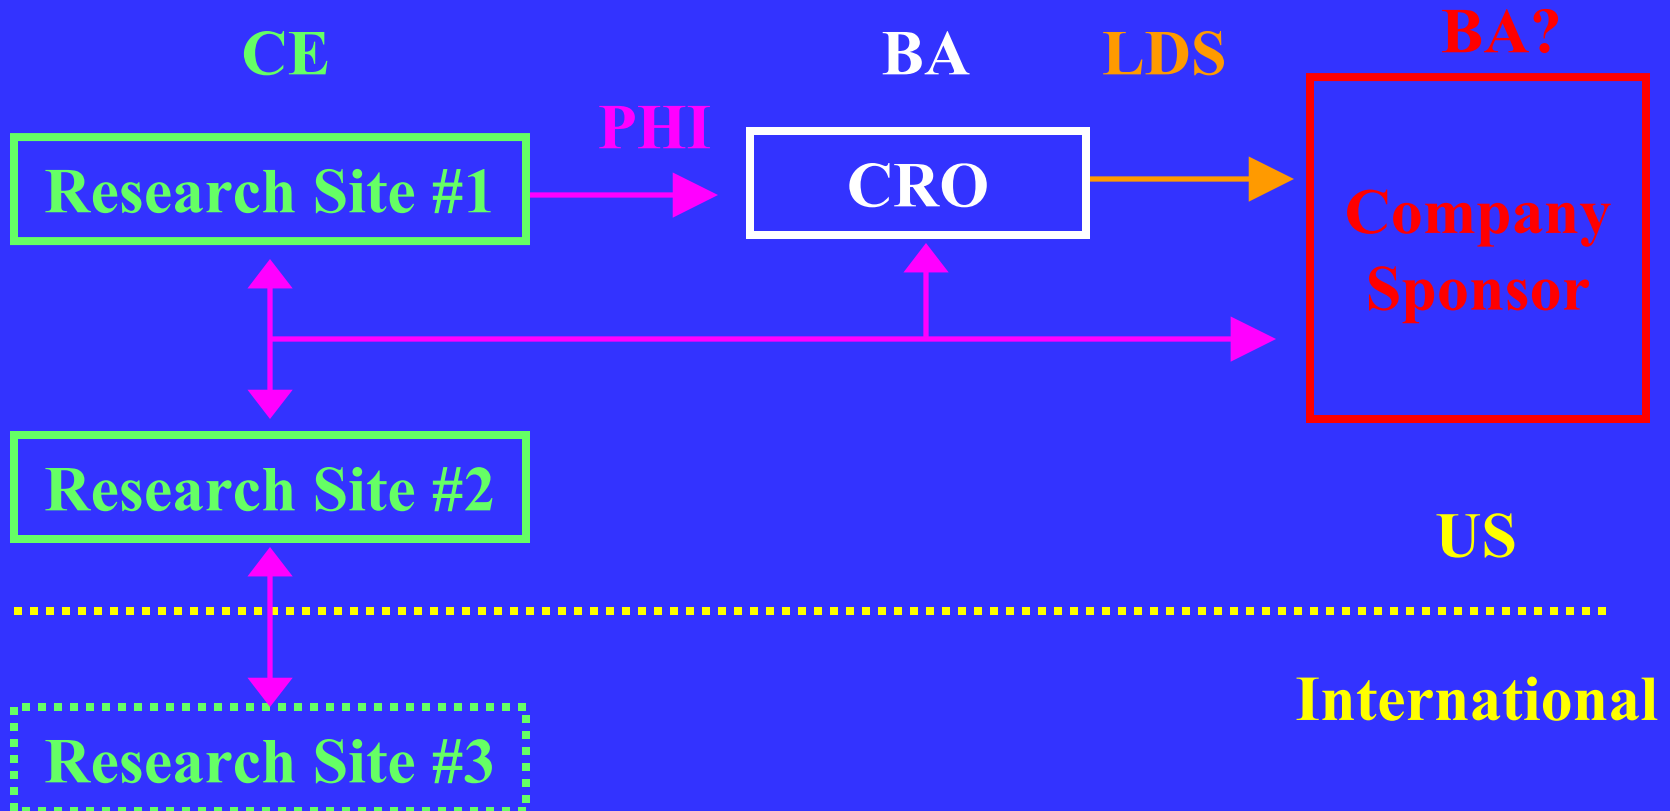 CE
BA
LDS
BA?
PHI
Research Site #1
CRO
Company
Sponsor
Research Site #2
US
International
Research Site #3